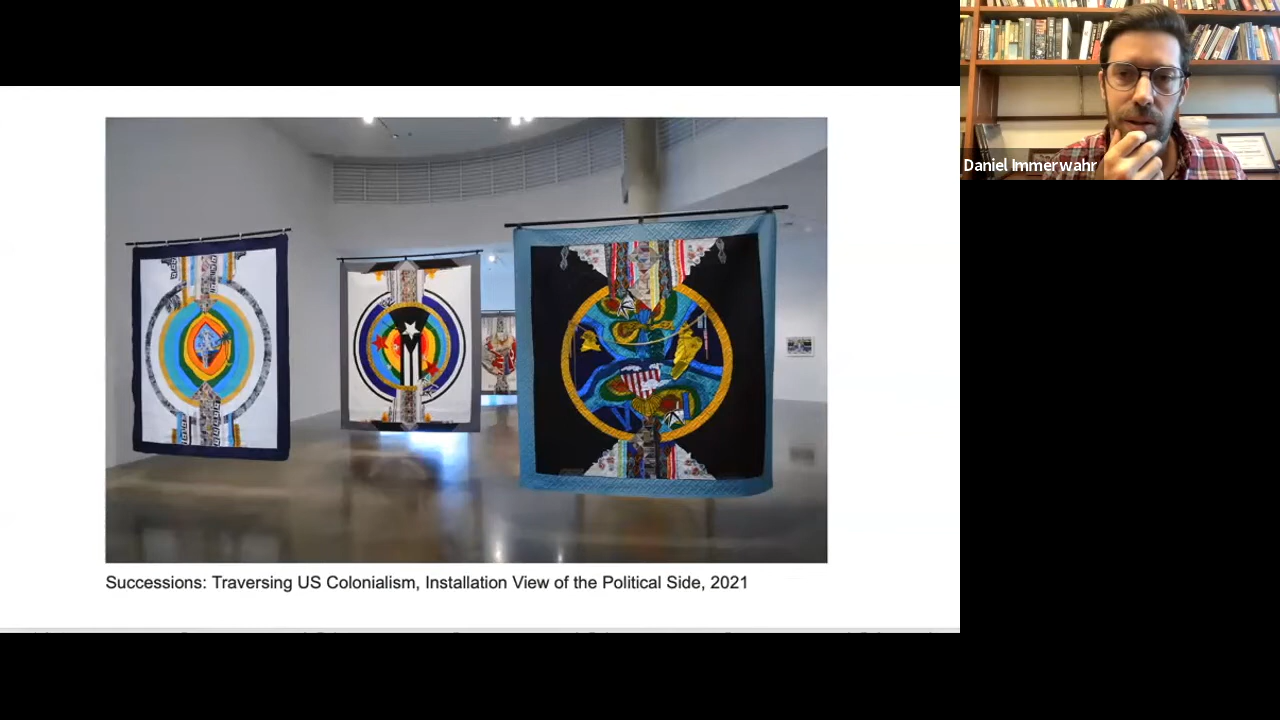 Daniel Immerwahr
Successions: Traversing US Colonialism, Installation View of the Political Side, 2021